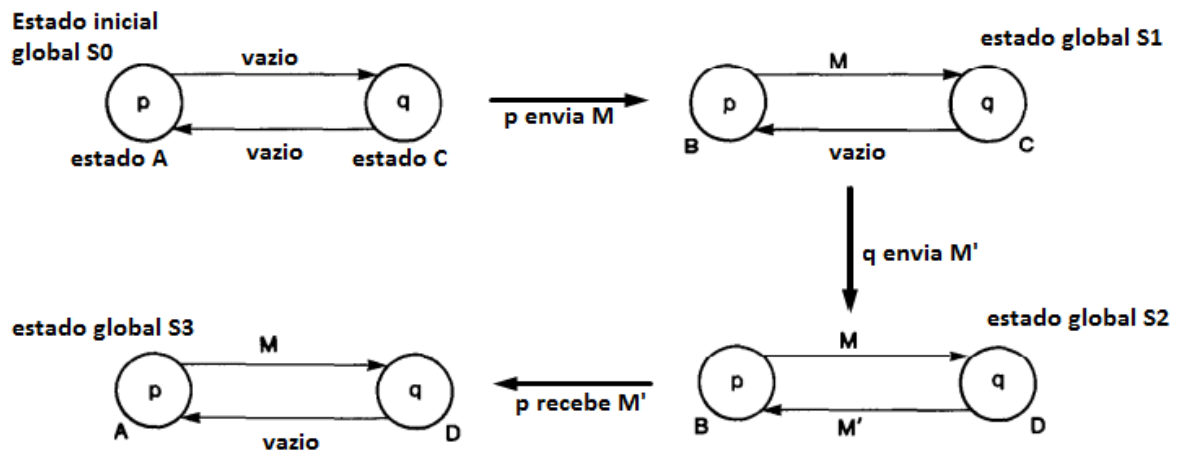 Estado inicial
global S0
vazio
p
q
vazio
estado A
estado C
p envia M
estado global S1
M
p
q
B
vazio
C
q envia M'
estado global S2
M
p
q
B
M'
D
p recebe M'
estado global S3
M
p
q
A
vazio
D